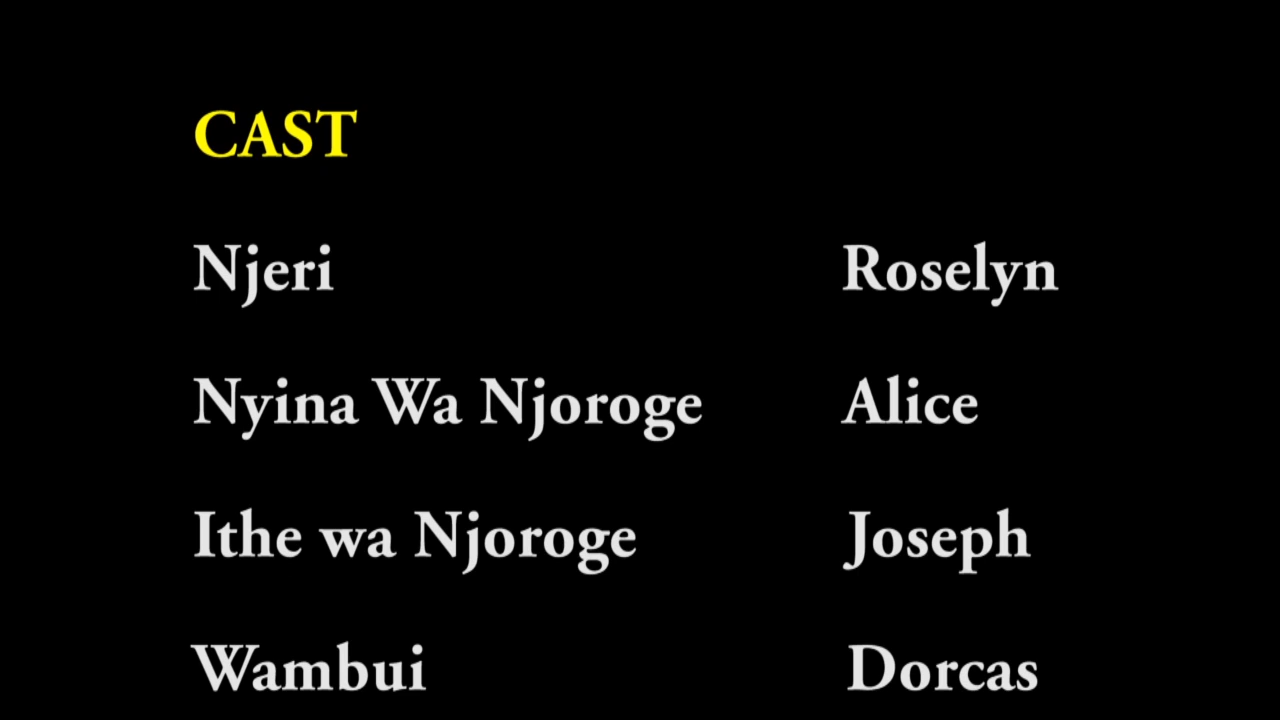 CAST
Njeri Roselyn
Nyina Wa Njoroge Alice
Ithe wa Njoroge Joseph
Wambui Dorcas